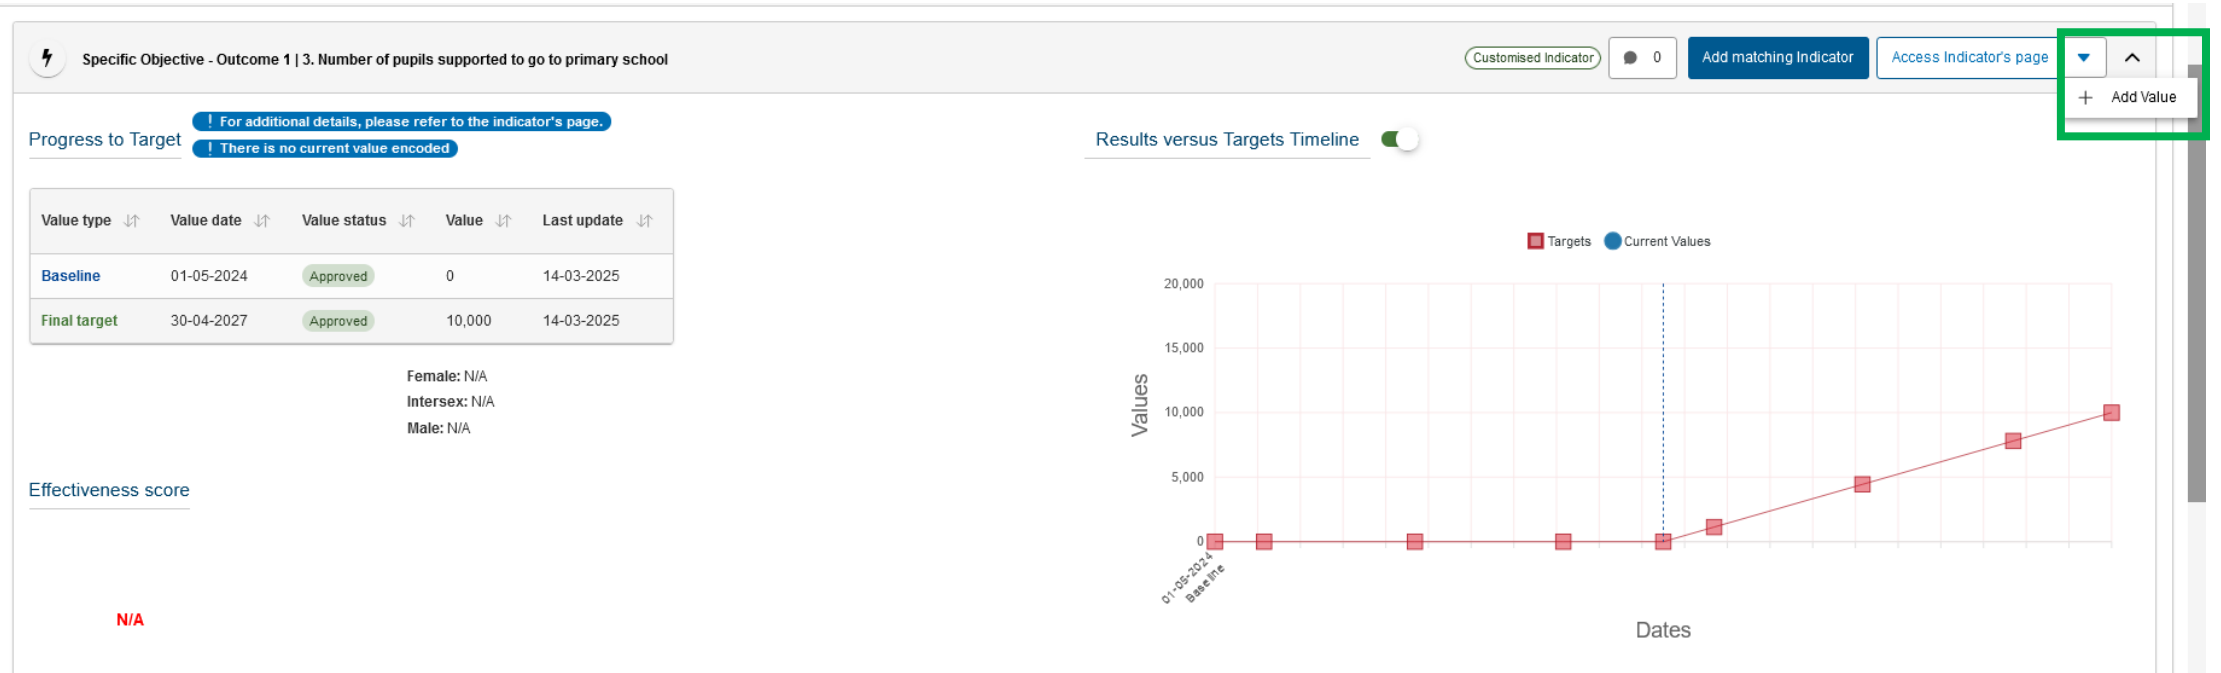 Specific Objective - Outcome 1 | 3. Number of pupils supported to go to primary school
Customised Indicator
0
Add matching Indicator
Access Indicator's page
Add Value
Progress to Target
! For additional details, please refer to the indicator's page.
! There is no current value encoded
Results versus Targets Timeline
Value type Value date Value status Value Last update
Baseline 01-05-2024 Approved 0 14-03-2025
Final target 30-04-2027 Approved 10,000 14-03-2025
Female: N/A
Intersex: N/A
Male: N/A
Effectiveness score
N/A
Targets Current Values
20,000
15,000
10,000
5,000
0
Values
01-05-2024
Baseline
Dates